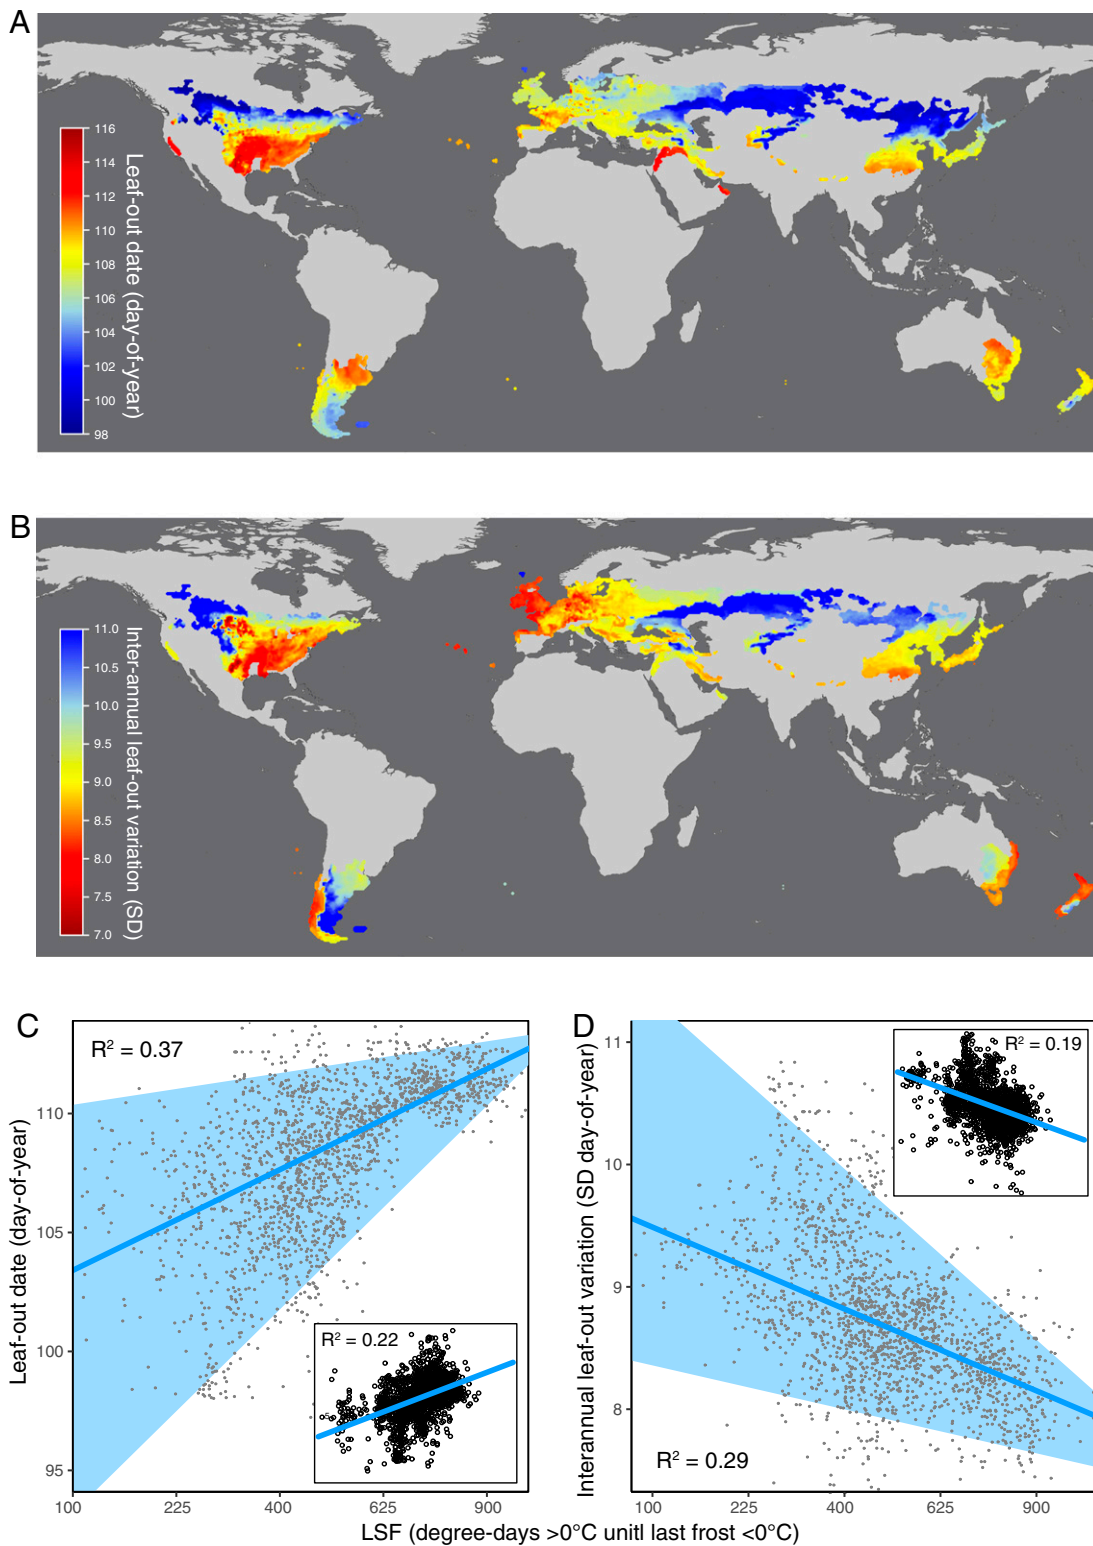 A
116
114
112
110
108
106
104
102
100
98
Leaf-out date (day-of-year)
B
11.0
10.5
10.0
9.5
9.0
8.5
8.0
7.5
7.0
Inter-annual leaf-out variation (SD)
C
R² = 0.37
Leaf-out date (day-of-year)
110
105
100
95
R² = 0.22
100
225
400
625
900
D
R² = 0.19
Interannual leaf-out variation (SD day-of-year)
11
10
9
8
R² = 0.29
100
225
400
625
900
LSF (degree-days >0°C unitl last frost <0°C)